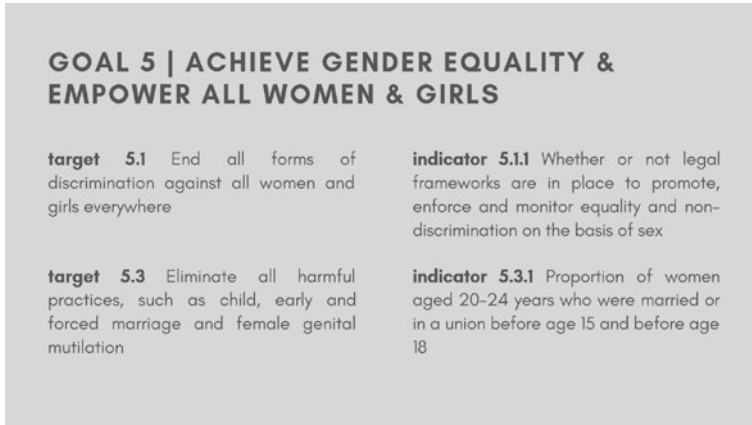 GOAL 5 | ACHIEVE GENDER EQUALITY &
EMPOWER ALL WOMEN & GIRLS
target 5.1 End all forms of
discrimination against all women and
girls everywhere
indicator 5.1.1 Whether or not legal
frameworks are in place to promote,
enforce and monitor equality and non-
discrimination on the basis of sex
target 5.3 Eliminate all harmful
practices, such as child, early and
forced marriage and female genital
mutilation
indicator 5.3.1 Proportion of women
aged 20-24 years who were married or
in a union before age 15 and before age
18